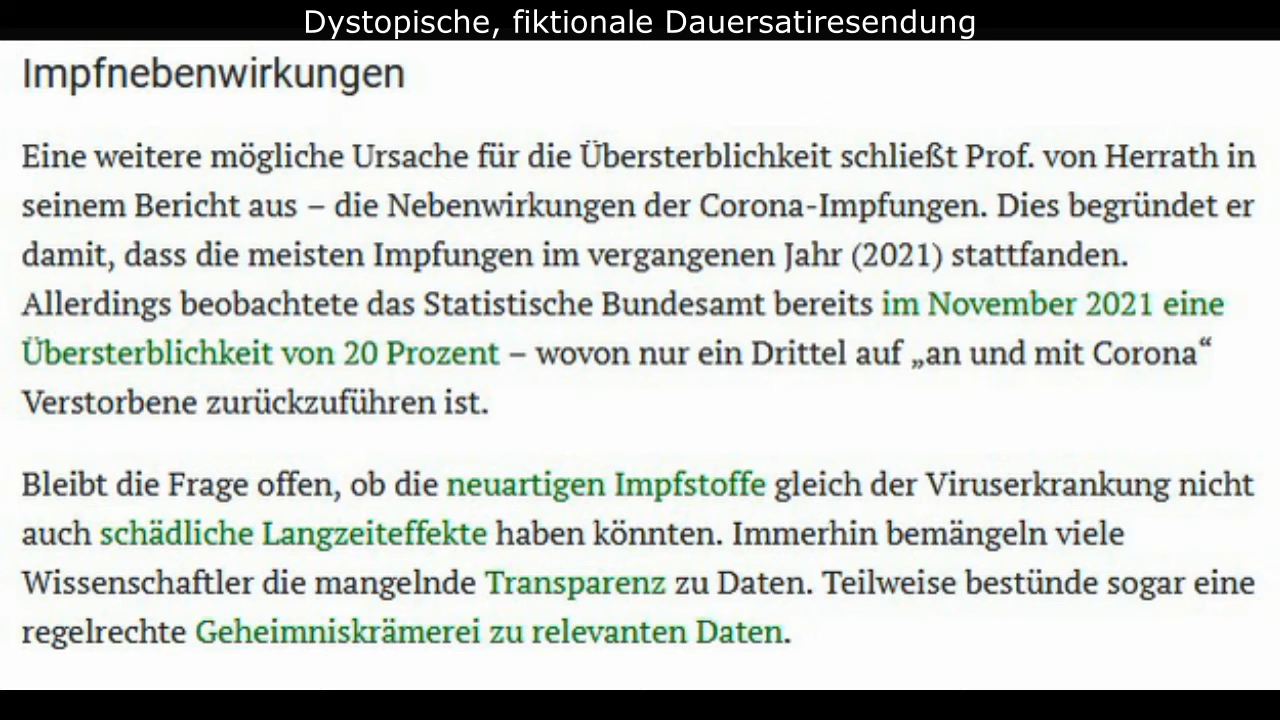 Dystopische, fiktionale Dauersatiresendung
Impfnebenwirkungen
Eine weitere mögliche Ursache für die Übersterblichkeit schließt Prof. von Herrath in
seinem Bericht aus – die Nebenwirkungen der Corona-Impfungen. Dies begründet er
damit, dass die meisten Impfungen im vergangenen Jahr (2021) stattfanden.
Allerdings beobachtete das Statistische Bundesamt bereits im November 2021 eine
Übersterblichkeit von 20 Prozent – wovon nur ein Drittel auf „an und mit Corona“
Verstorbene zurückzuführen ist.
Bleibt die Frage offen, ob die neuartigen Impfstoffe gleich der Viruserkrankung nicht
auch schädliche Langzeiteffekte haben könnten. Immerhin bemängeln viele
Wissenschaftler die mangelnde Transparenz zu Daten. Teilweise bestünde sogar eine
regelrechte Geheimniskrämerei zu relevanten Daten.